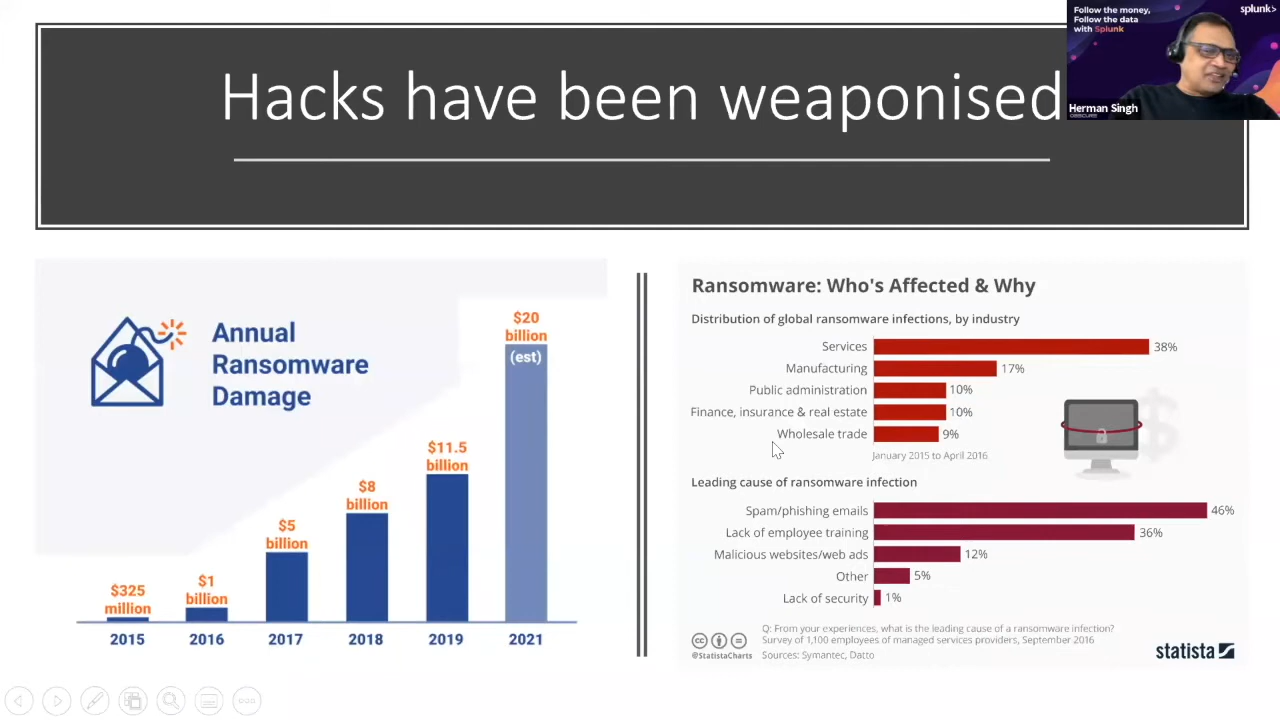 Hacks have been weaponised
Follow the money,
Follow the data
with Splunk
splunk>
Herman Singh
OBSCURE
Annual
Ransomware
Damage
$325
million
$1
billion
$5
billion
$8
billion
$11.5
billion
$20
billion
(est)
2015 2016 2017 2018 2019 2021
Ransomware: Who's Affected & Why
Distribution of global ransomware infections, by industry
Services 38%
Manufacturing 17%
Public administration 10%
Finance, insurance & real estate 10%
Wholesale trade 9%
January 2015 to April 2016
Leading cause of ransomware infection
Spam/phishing emails 46%
Lack of employee training 36%
Malicious websites/web ads 12%
Other 5%
Lack of security 1%
Q: From your experiences, what is the leading cause of a ransomware infection?
Survey of 1,100 employees of managed services providers, September 2016
@StatistaCharts Sources: Symantec, Datto
statista